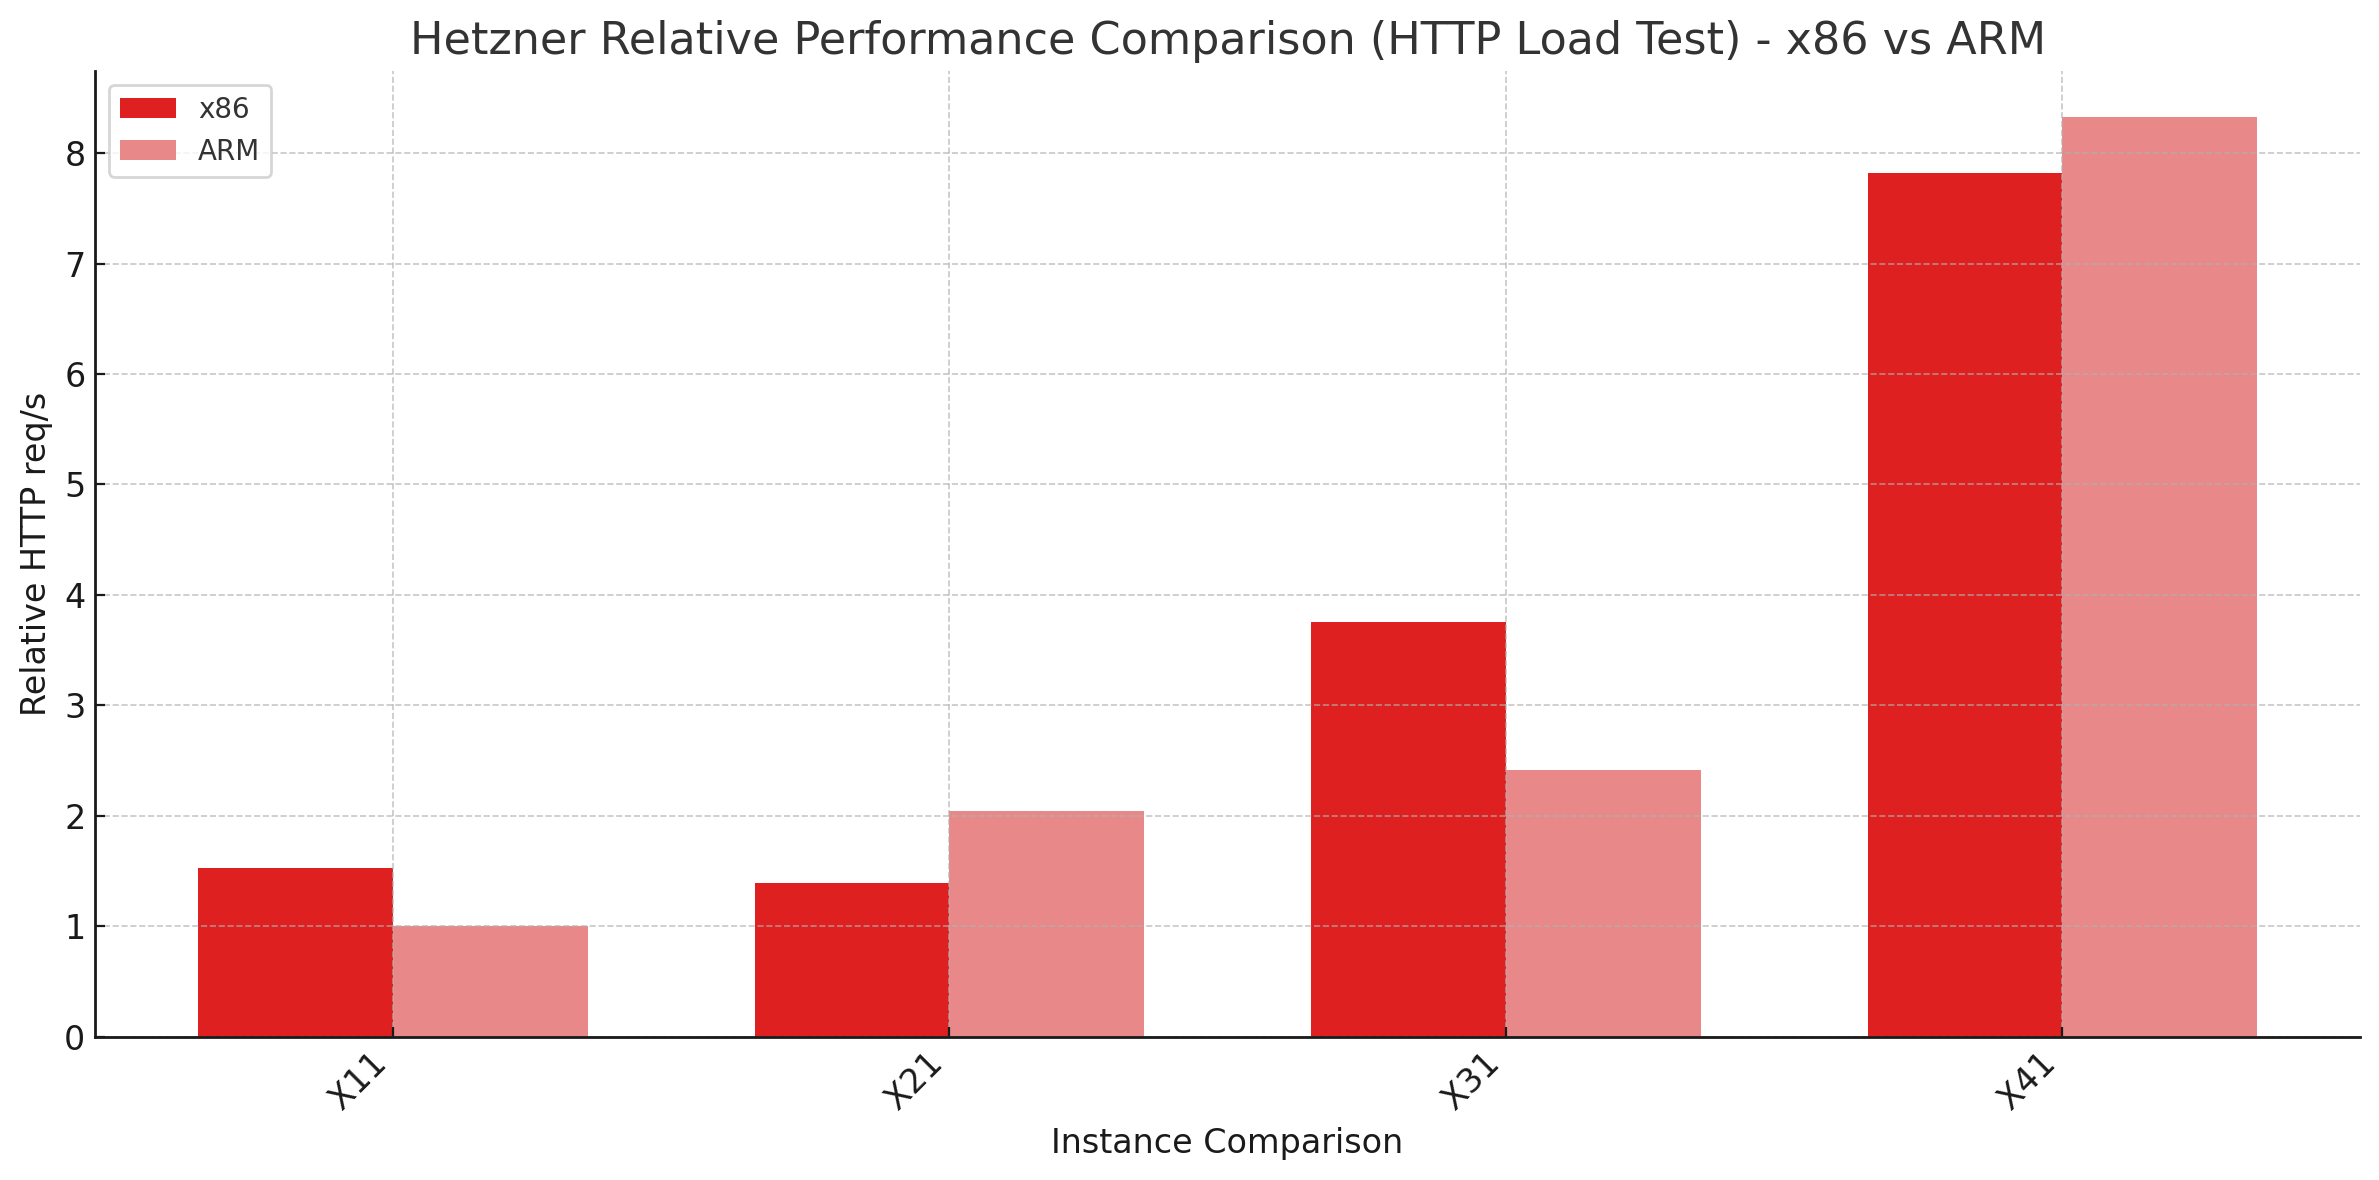 Hetzner Relative Performance Comparison (HTTP Load Test) - x86 vs ARM
x86
ARM
Relative HTTP req/s
8
7
6
5
4
3
2
1
0
X11
X21
X31
X41
Instance Comparison